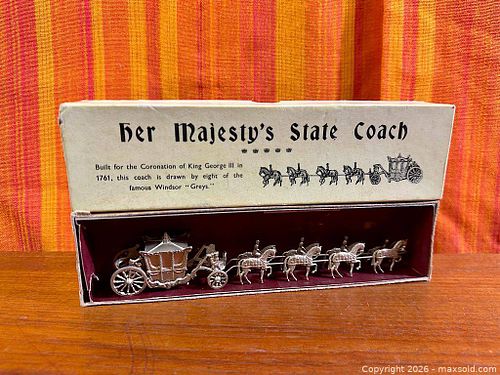 Her Majesty's State Coach
Built for the Coronation of King George III in
1761, this coach is drawn by eight of the
famous Windsor "Greys."
Copyright 2026 - maxsold.com